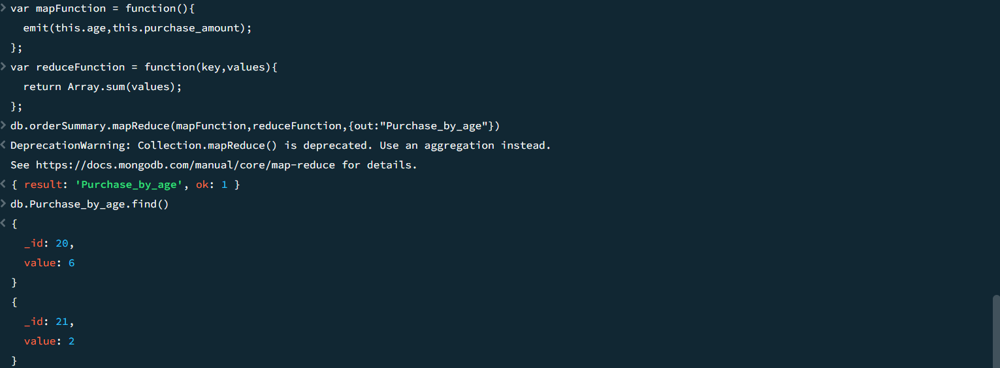 > var mapFunction = function(){
emit(this.age,this.purchase_amount);
};
> var reduceFunction = function(key,values){
return Array.sum(values);
};
> db.orderSummary.mapReduce(mapFunction,reduceFunction,{out:"Purchase_by_age"})
< DeprecationWarning: Collection.mapReduce() is deprecated. Use an aggregation instead.
See https://docs.mongodb.com/manual/core/map-reduce for details.
< { result: 'Purchase_by_age', ok: 1 }
> db.Purchase_by_age.find()
< {
_id: 20,
value: 6
}
{
_id: 21,
value: 2
}